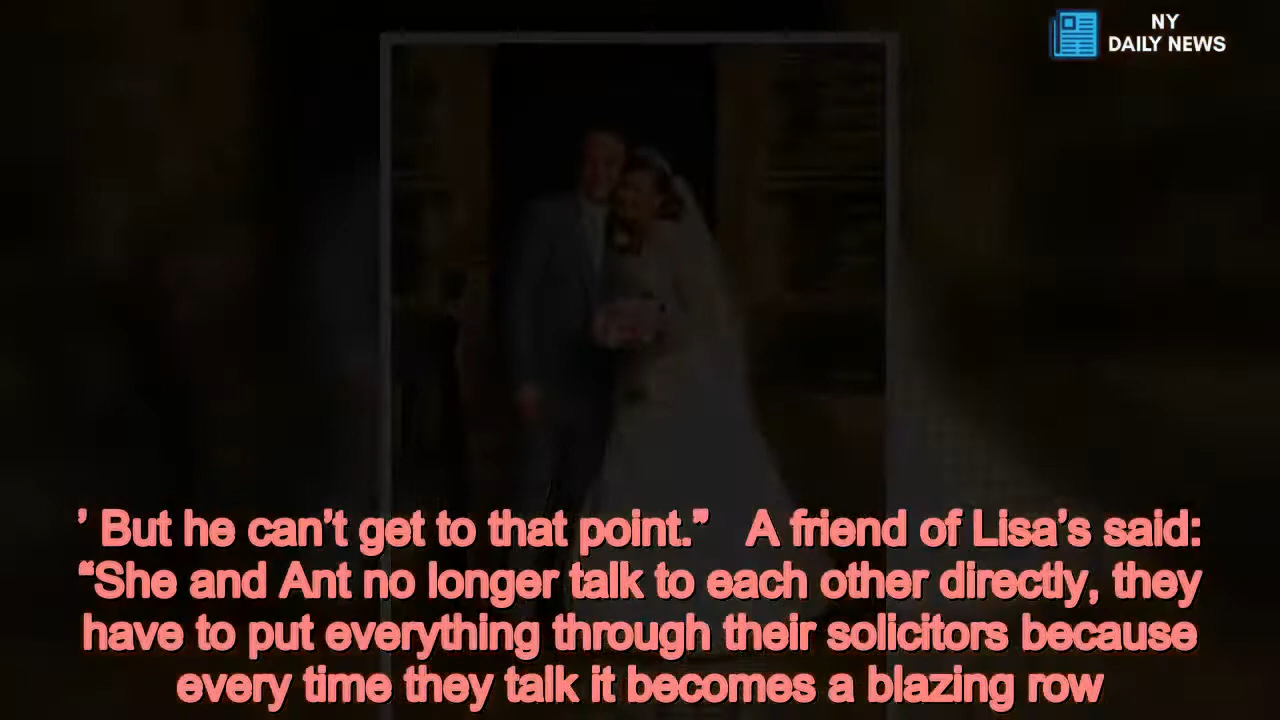 NY
DAILY NEWS
’ But he can’t get to that point.” A friend of Lisa’s said:
“She and Ant no longer talk to each other directly, they
have to put everything through their solicitors because
every time they talk it becomes a blazing row